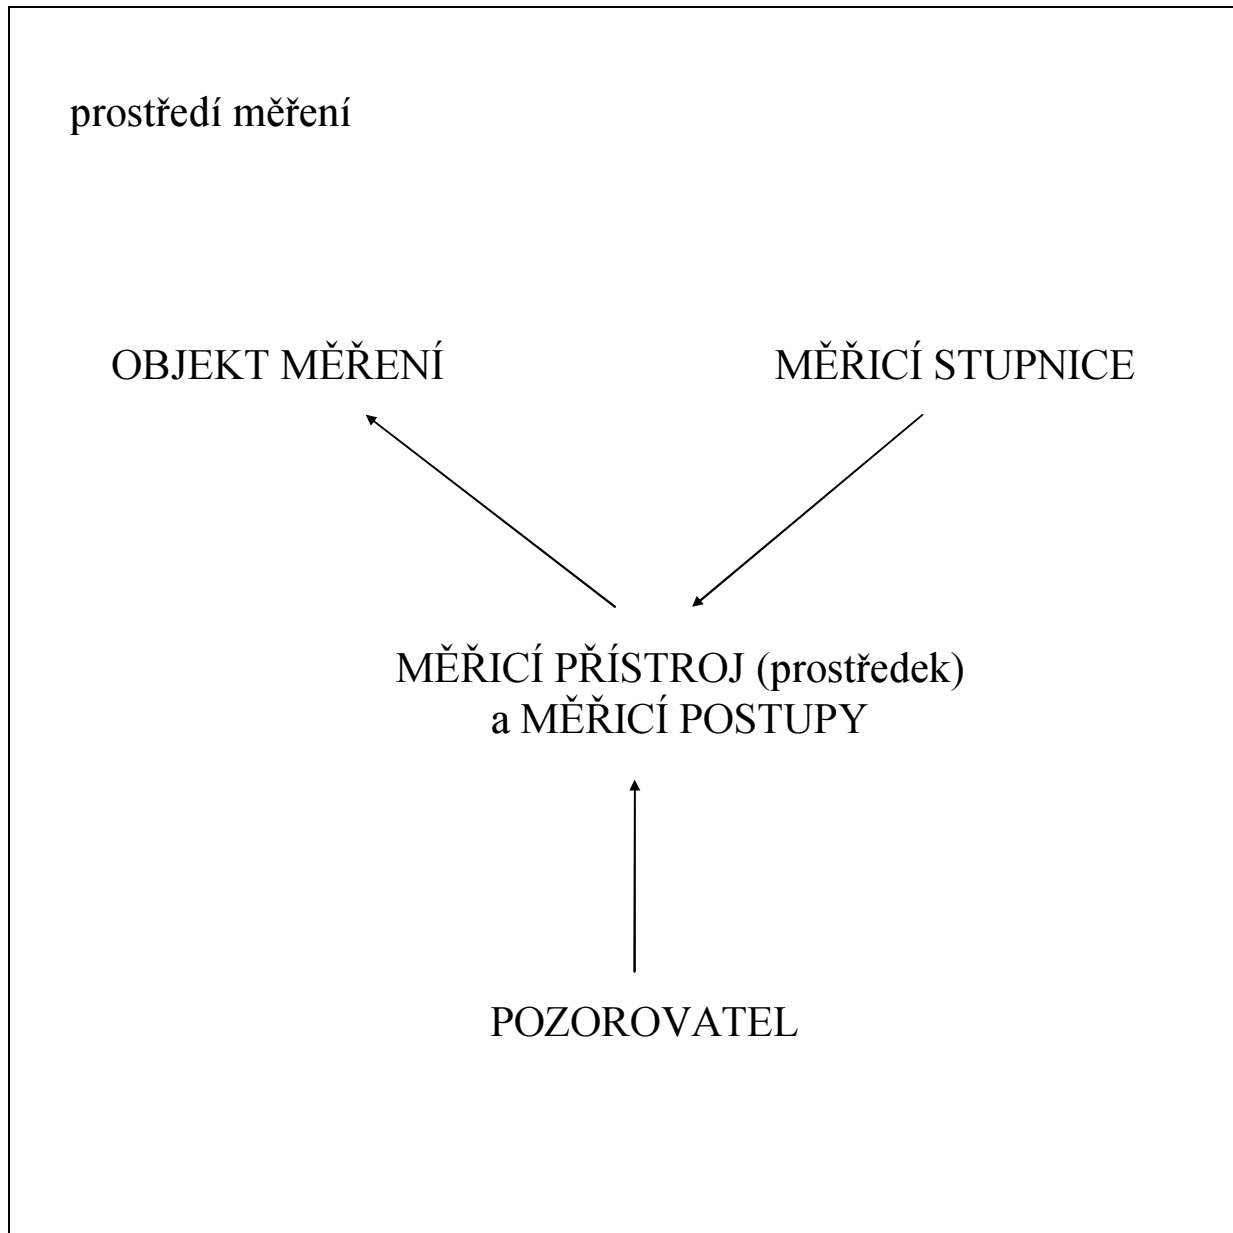 prostředí měření
OBJEKT MĚŘENÍ
MĚŘICÍ STUPNICE
MĚŘICÍ PŘÍSTROJ (prostředek)
a MĚŘICÍ POSTUPY
POZOROVATEL